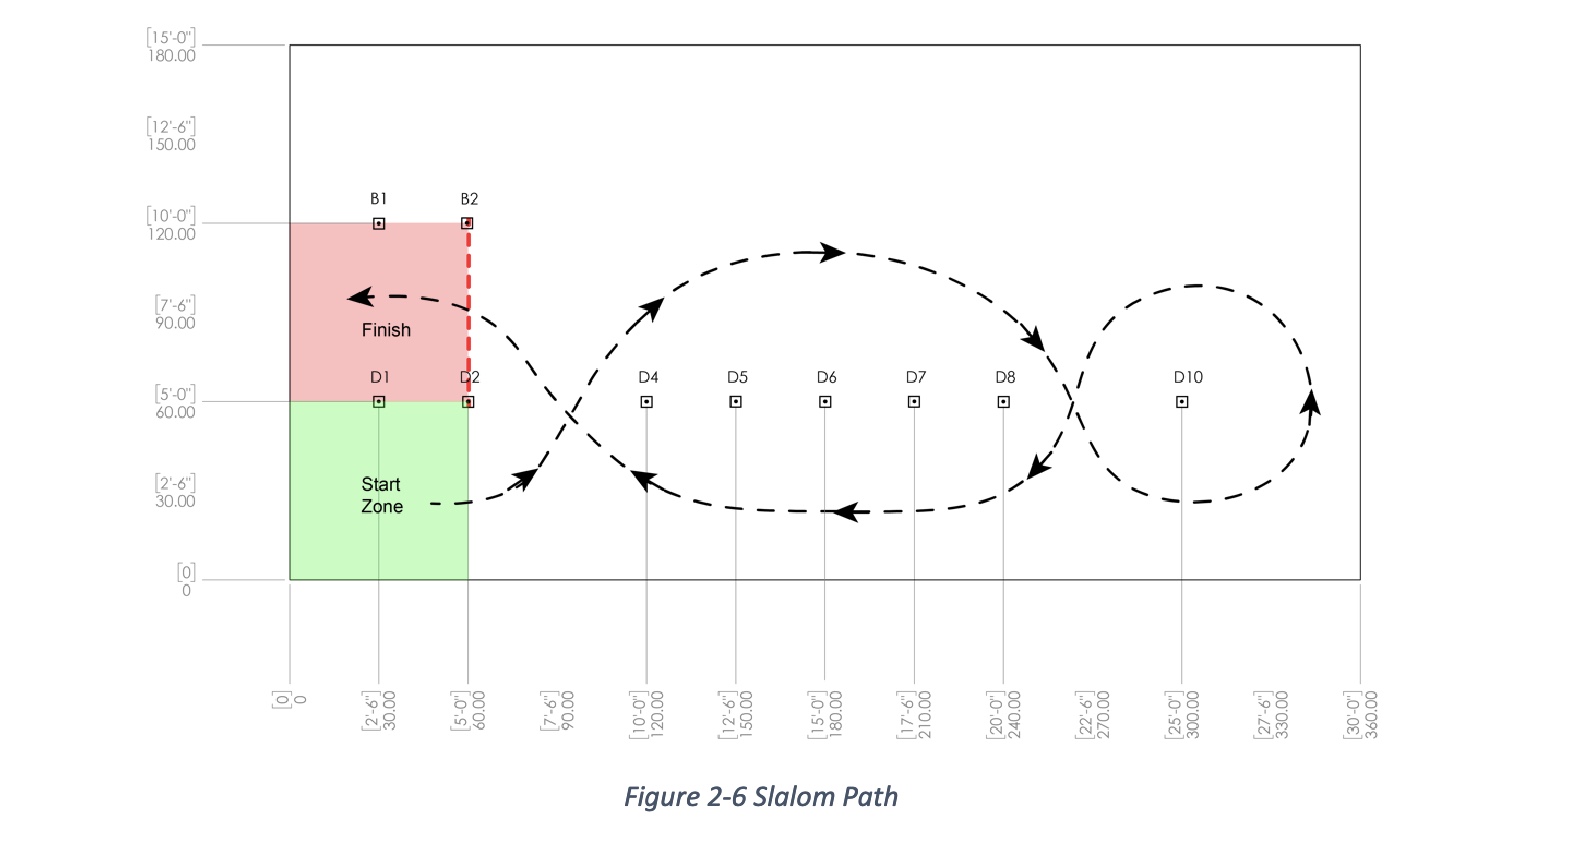 [15'-0"]
180.00
[12'-6"]
150.00
B1
B2
[10'-0"]
120.00
[7'-6"]
90.00
Finish
D1
D2
D4
D5
D6
D7
D8
D10
[5'-0"]
60.00
Start
Zone
[2'-6"]
30.00
[0]
0
[0]
0
[2'-6"]
30.00
[5'-0"]
60.00
[7'-6"]
90.00
[10'-0"]
120.00
[12'-6"]
150.00
[15'-0"]
180.00
[17'-6"]
210.00
[20'-0"]
240.00
[22'-6"]
270.00
[25'-0"]
300.00
[27'-6"]
330.00
[30'-0"]
360.00
Figure 2-6 Slalom Path